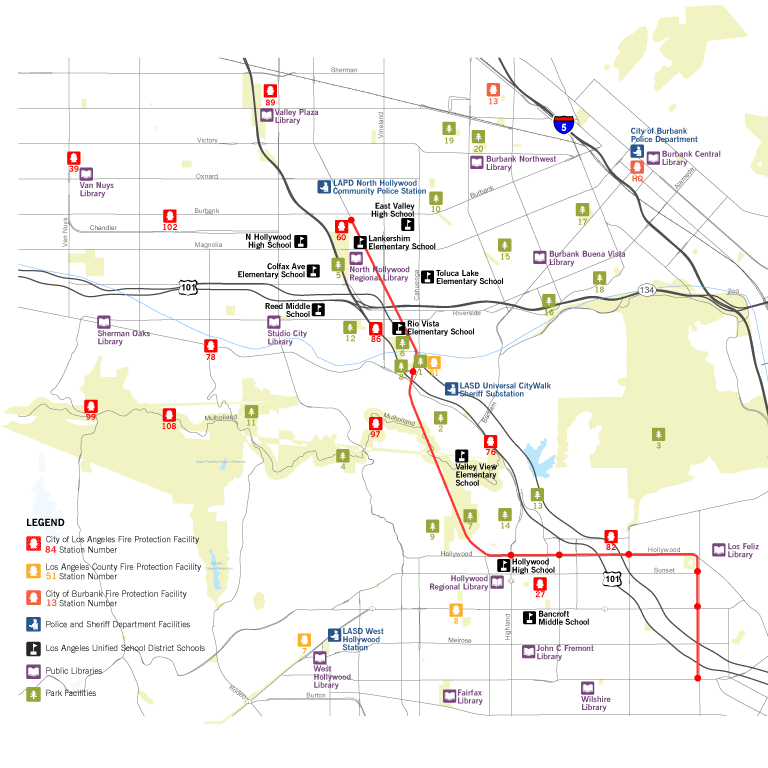 Sherman
5
89
Valley Plaza
Library
13
Vineland
19
20
City of Burbank
Police Department
Burbank Central
Library
HQ
Victory
39
Van Nuys
Library
Oxnard
Burbank Northwest
Library
Alameda
LAPD North Hollywood
Community Police Station
Burbank
10
East Valley
High School
17
Burbank
102
Chandler
Van Nuys
Magnolia
60
N Hollywood
High School
Lankershim
Elementary School
15
Burbank Buena Vista
Library
5
North Hollywood
Regional Library
Colfax Ave
Elementary School
Cahuenga
Toluca Lake
Elementary School
18
101
134
Zoo
16
Reed Middle
School
Riverside
Sherman Oaks
Library
Studio City
Library
12
86
Rio Vista
Elementary School
78
6
8
1
51
LASD Universal CityWalk
Sheriff Substation
99
108
Mulholland
11
97
Mulholland
2
Barham
76
3
4
Valley View
Elementary
School
13
7
14
9
LEGEND
City of Los Angeles Fire Protection Facility
84 Station Number
Los Angeles County Fire Protection Facility
51 Station Number
City of Burbank Fire Protection Facility
13 Station Number
Police and Sheriff Department Facilities
Los Angeles Unified School District Schools
Public Libraries
Park Facilities
82
Hollywood
Hollywood
Los Feliz
Library
Hollywood
High School
Sunset
101
Hollywood
Regional Library
27
8
Highland
Bancroft
Middle School
7
LASD West
Hollywood
Station
Melrose
John C Fremont
Library
West
Hollywood
Library
RODEO
Burton
Fairfax
Library
Wilshire
Library